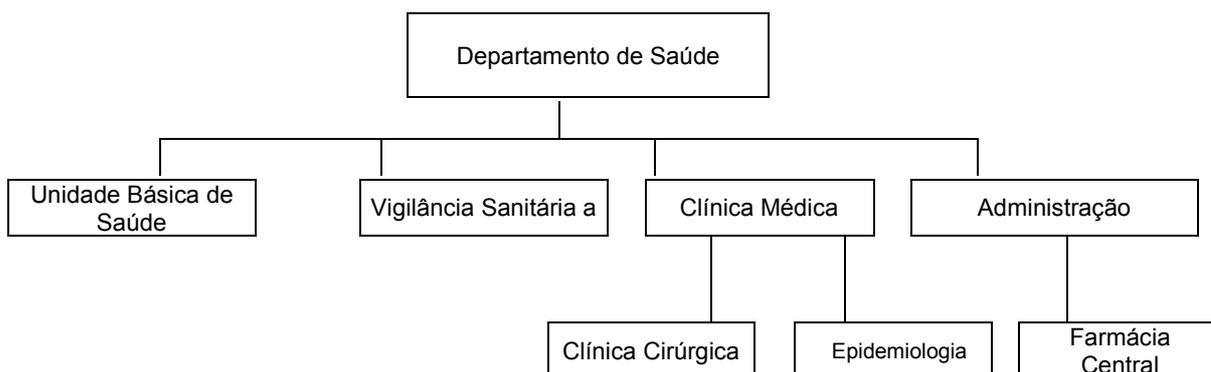 Departamento de Saúde
Unidade Básica de
Saúde
Vigilância Sanitária a
Clínica Médica
Administração
Clínica Cirúrgica
Epidemiologia
Farmácia
Central